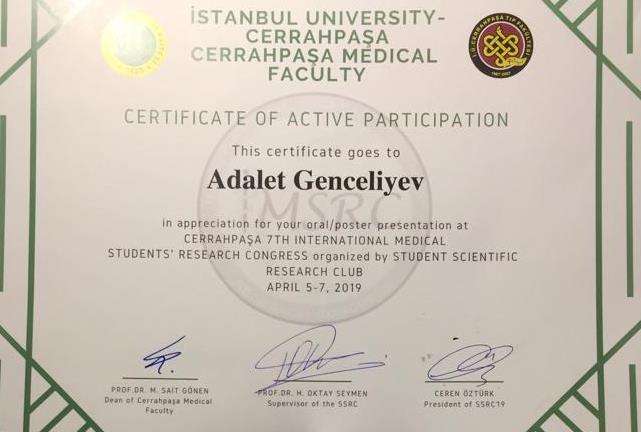 İSTANBUL UNIVERSITY-
CERRAHPAŞA
CERRAHPAŞA MEDICAL
FACULTY
CERTIFICATE OF ACTIVE PARTICIPATION
This certificate goes to
Adalet Genceliyev
MSRC
in appreciation for your oral/poster presentation at
CERRAHPAŞA 7TH INTERNATIONAL MEDICAL
STUDENTS' RESEARCH CONGRESS organized by STUDENT SCIENTIFIC
RESEARCH CLUB
APRIL 5-7, 2019
PROF.DR. M. SAIT GÖNEN
Dean of Cerrahpaşa Medical
Faculty
PROF.DR. H. OKTAY SEYMEN
Supervisor of the SSRC
CEREN ÖZTÜRK
President of SSRC'19